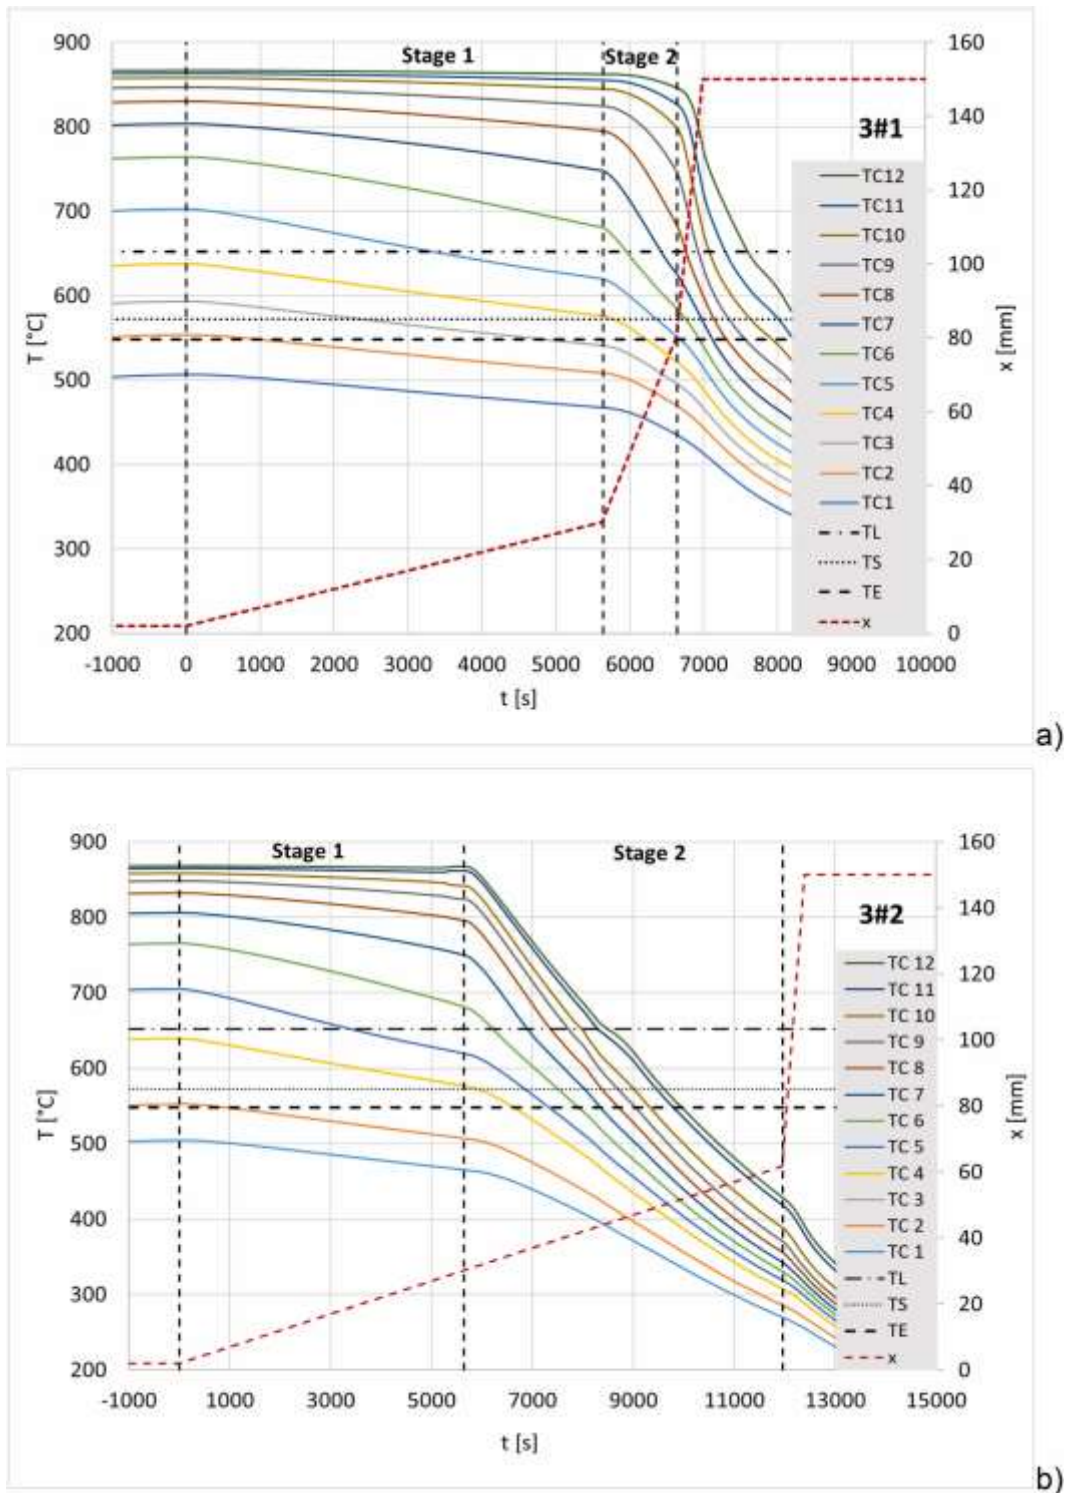 900
800
700
600
500
400
300
200
T [°C]
Stage 1
Stage 2
160
140
120
100
80
60
40
20
0
x [mm]
3#1
TC12
TC11
TC10
TC9
TC8
TC7
TC6
TC5
TC4
TC3
TC2
TC1
TL
TS
TE
x
-1000 0 1000 2000 3000 4000 5000 6000 7000 8000 9000 10000
t [s]
a)
900
800
700
600
500
400
300
200
T [°C]
Stage 1
Stage 2
160
140
120
100
80
60
40
20
0
x [mm]
3#2
TC 12
TC 11
TC 10
TC 9
TC 8
TC 7
TC 6
TC 5
TC 4
TC 3
TC 2
TC 1
TL
TS
TE
x
-1000 1000 3000 5000 7000 9000 11000 13000 15000
t [s]
b)